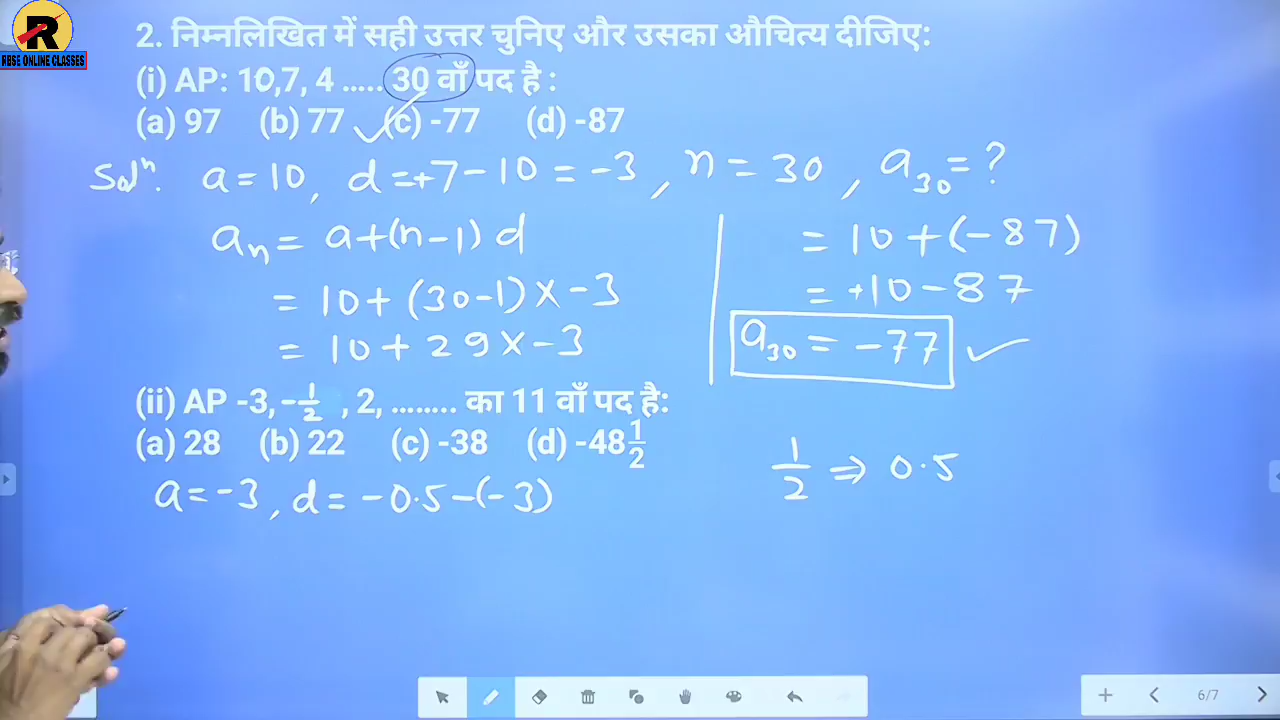 R
RBSE ONLINE CLASSES
2. निम्नलिखित में सही उत्तर चुनिए और उसका औचित्य दीजिए:
(i) AP: 10,7, 4 ..... 30 वाँ पद है :
(a) 97 (b) 77 (c) -77 (d) -87
Solⁿ. a = 10, d = +7 - 10 = -3, n = 30, a₃₀ = ?
aₙ = a + (n - 1) d
= 10 + (30 - 1) × -3
= 10 + 29 × -3
= 10 + (-87)
= +10 - 87
a₃₀ = -77
(ii) AP -3, -1/2 , 2, ........ का 11 वाँ पद है:
(a) 28 (b) 22 (c) -38 (d) -48 1/2
a = -3, d = -0.5 - (-3)
1/2 ⇒ 0.5
6/7